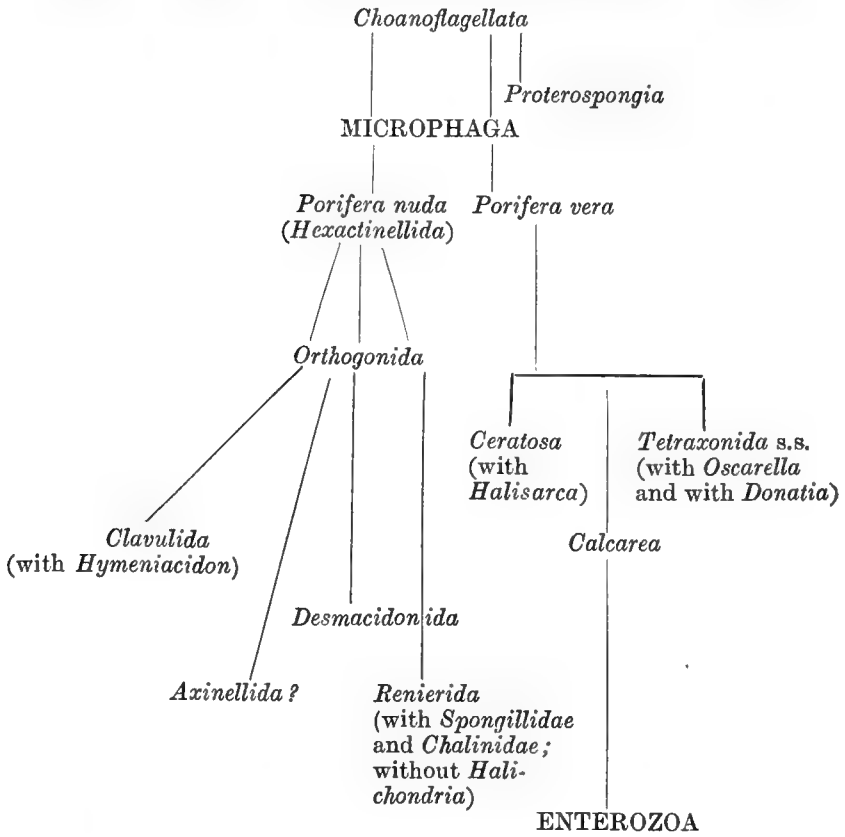 Choanoflagellata
Proterospongia
MICROPHAGA
Porifera nuda
(Hexactinellida)
Porifera vera
Orthogonida
Ceratosa
(with
Halisarca)
Tetraxonida s.s.
(with Oscarella
and with Donatia)
Clavulida
(with Hymeniacidon)
Calcarea
Desmacidonida
Axinellida ?
Renierida
(with Spongillidae
and Chalinidae;
without Hali-
chondria)
ENTEROZOA